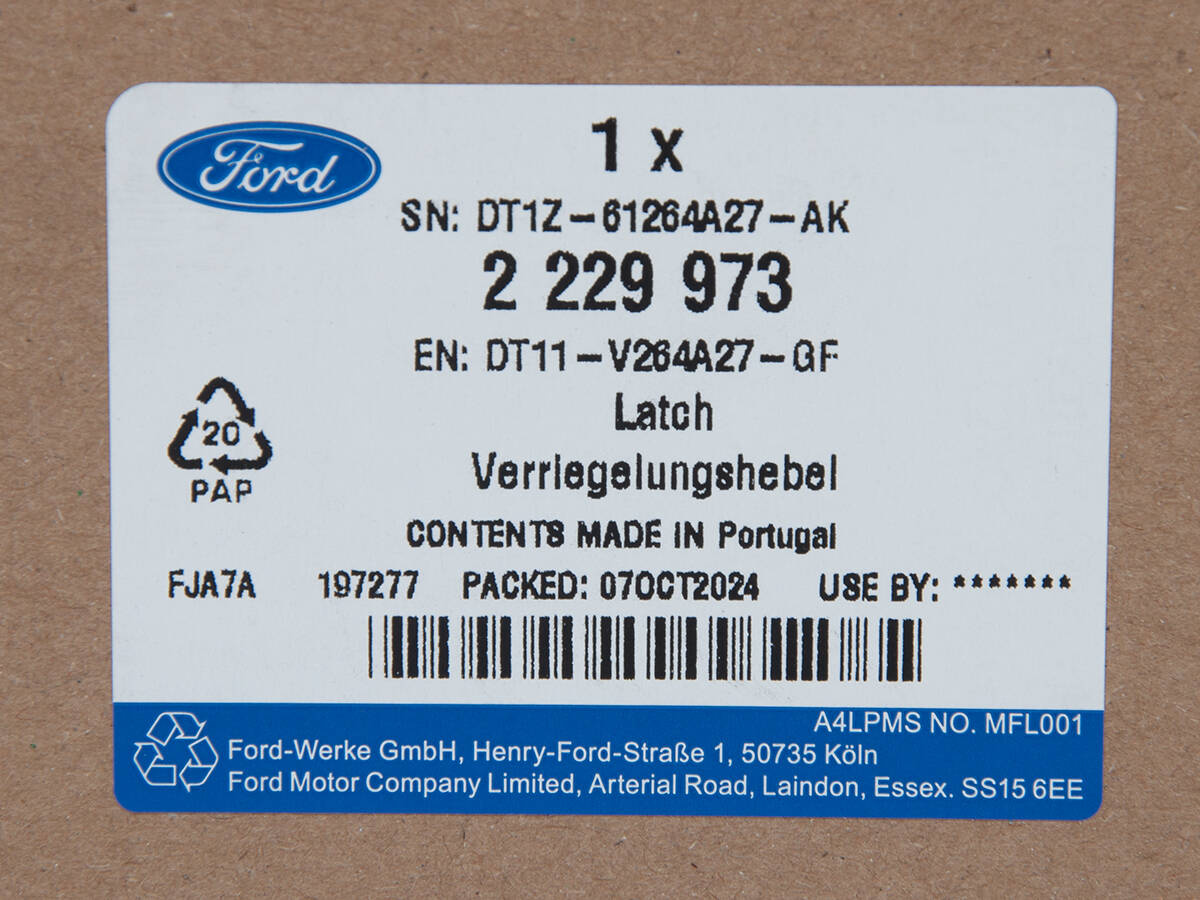 Ford
1 x
SN: DT1Z-61264A27-AK
2 229 973
EN: DT11-V264A27-GF
Latch
Verriegelungshebel
20
PAP
CONTENTS MADE IN Portugal
FJA7A 197277 PACKED: 07OCT2024 USE BY: *******
A4LPMS NO. MFL001
Ford-Werke GmbH, Henry-Ford-Straße 1, 50735 Köln
Ford Motor Company Limited, Arterial Road, Laindon, Essex. SS15 6EE